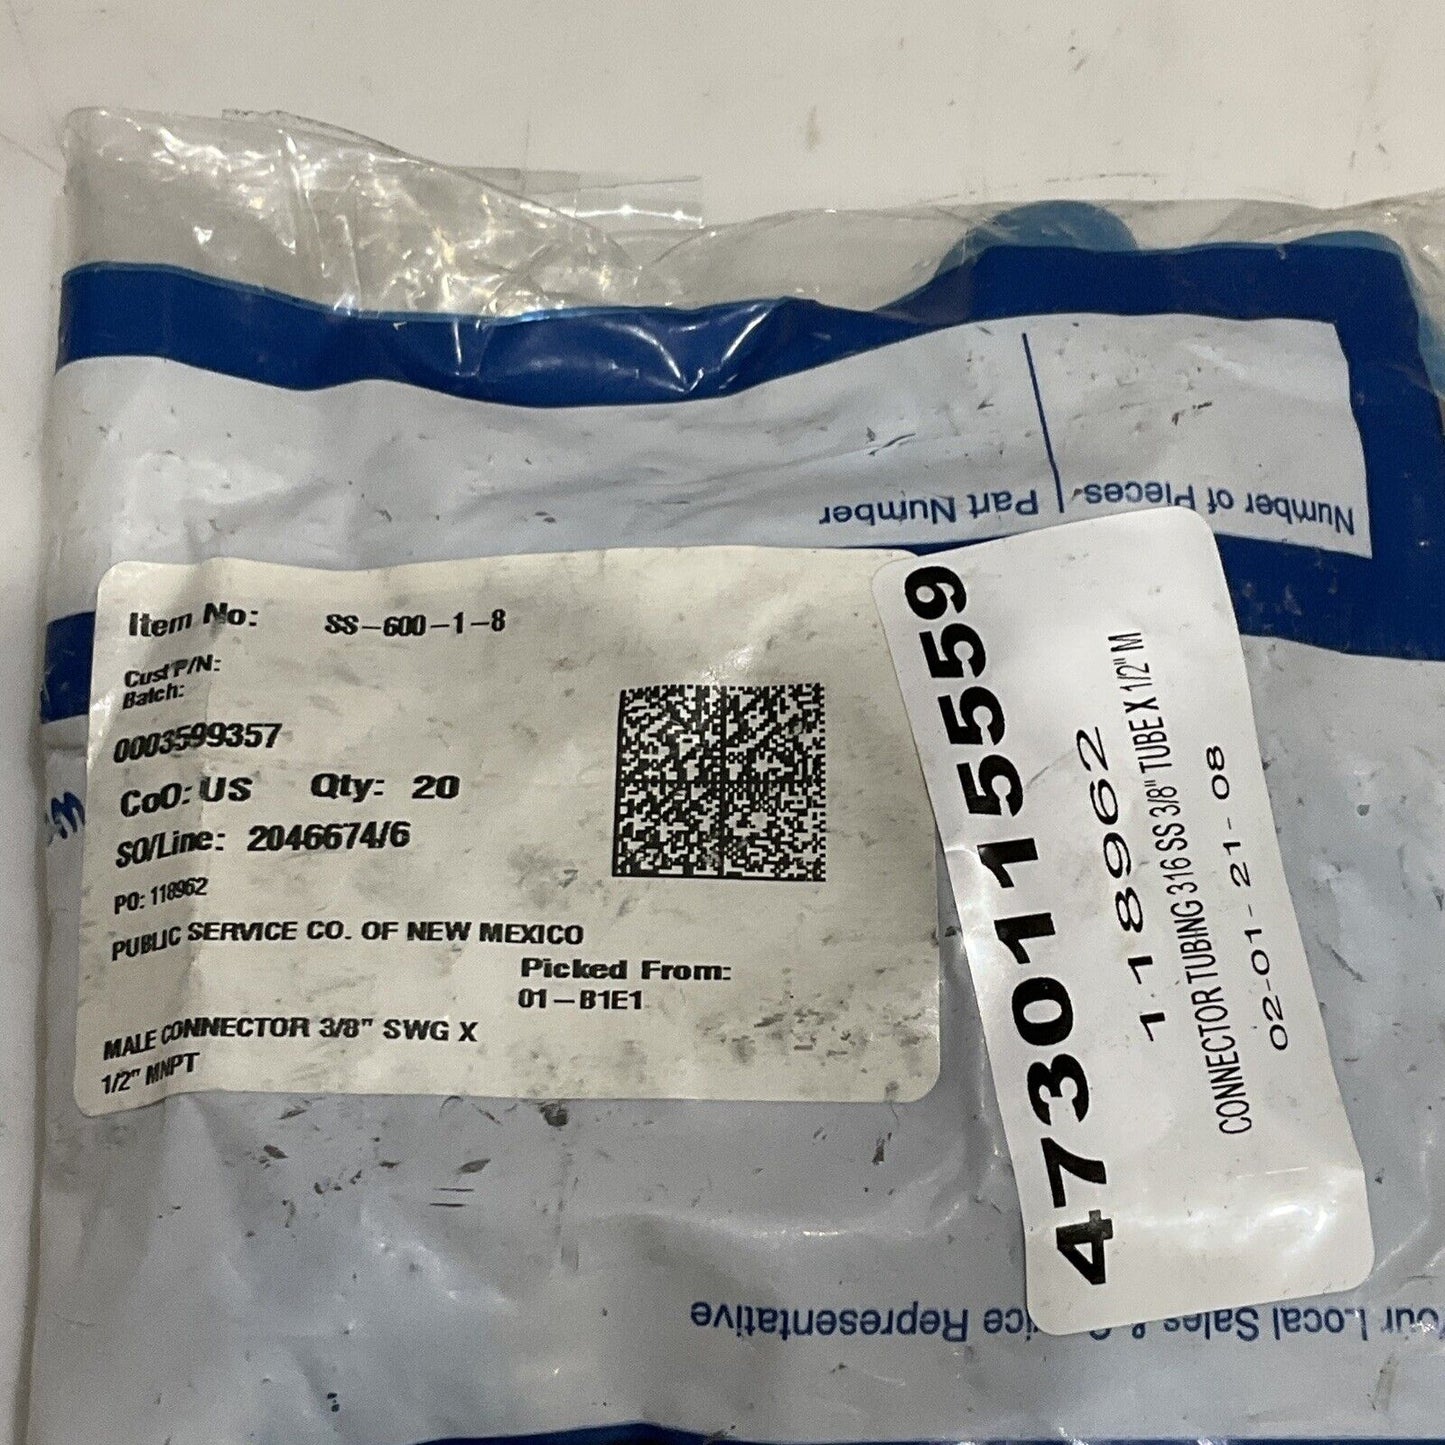 Number of Pieces
Part Number
Item No: SS-600-1-8
Cust P/N:
Batch:
0003599357
CoO: US Qty: 20
SO/Line: 2046674/6
PO: 118962
PUBLIC SERVICE CO. OF NEW MEXICO
Picked From:
01-B1E1
MALE CONNECTOR 3/8" SWG X
1/2" MNPT
4730115559
118962
CONNECTOR TUBING 316 SS 3/8" TUBE X 1/2" M
02-01-21-08
Local Sales & Representative